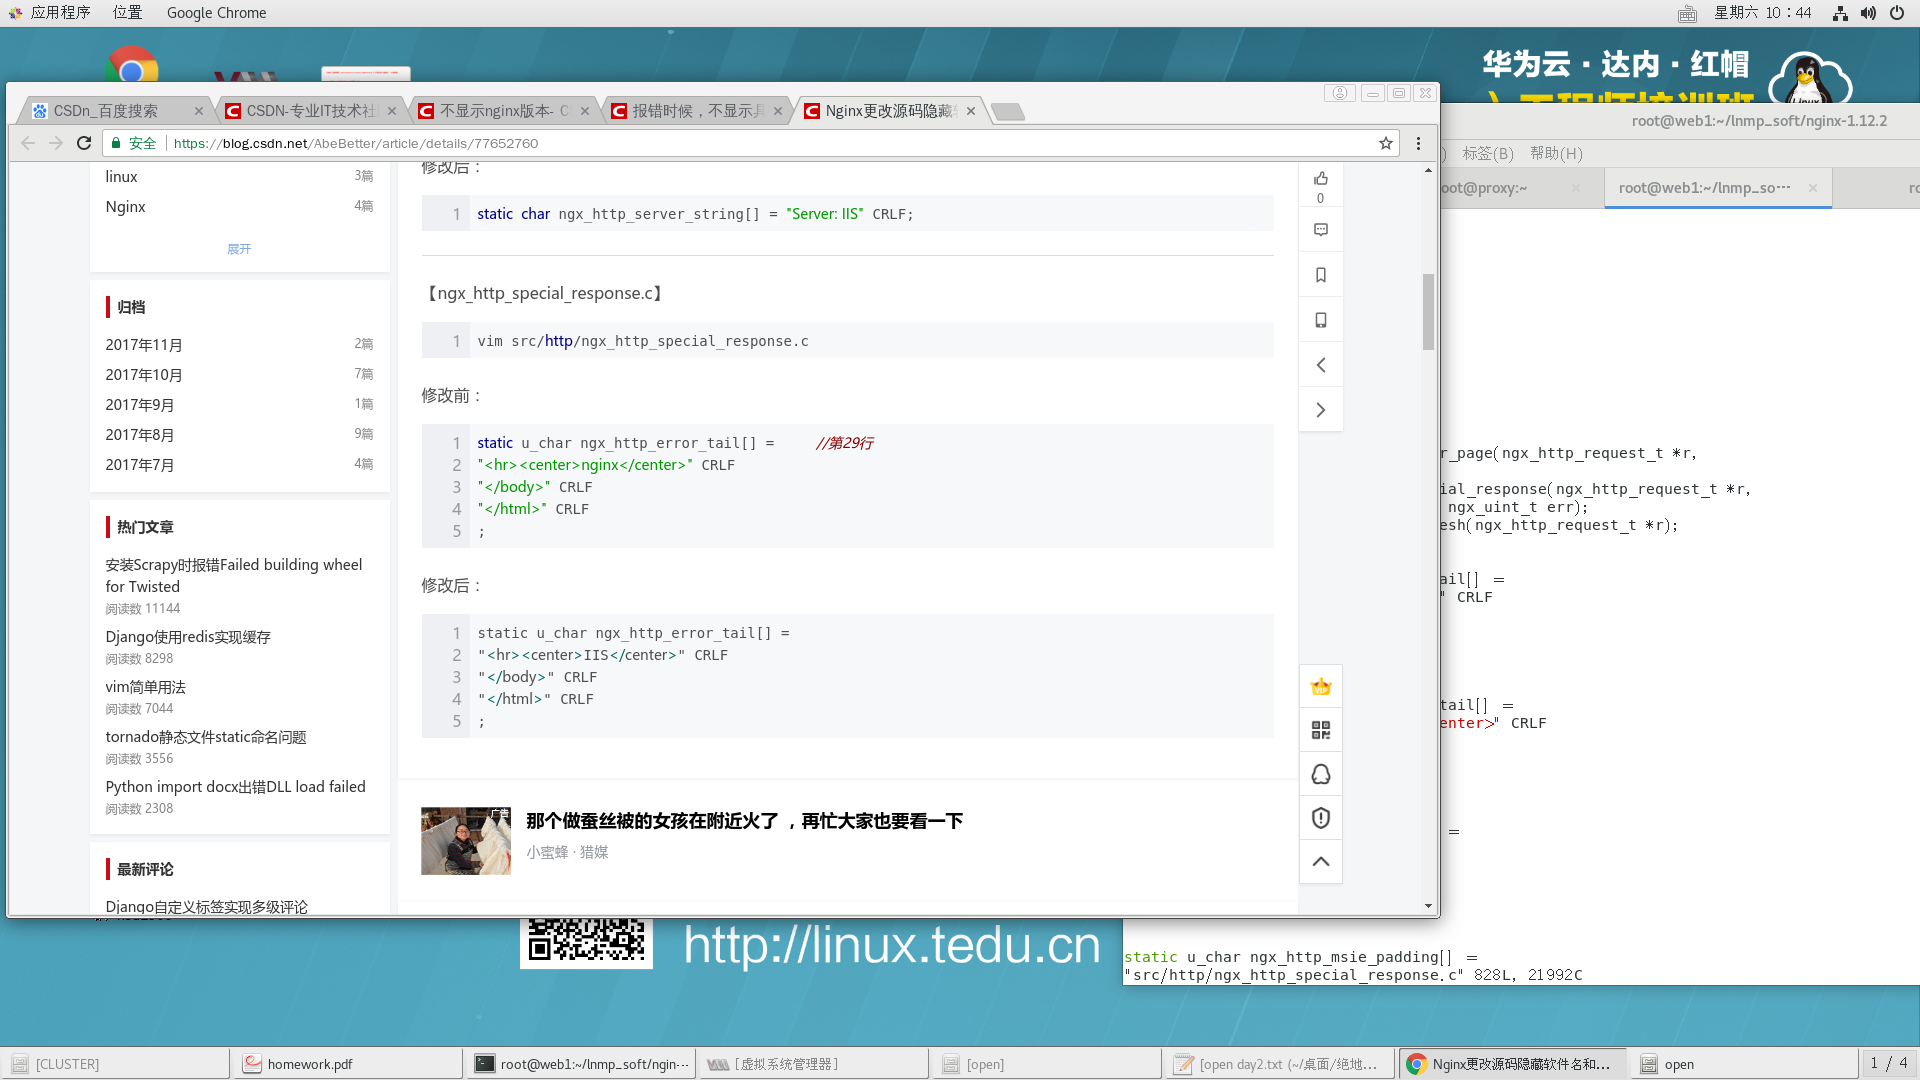 应用程序 位置 Google Chrome
星期六 10：44
华为云 · 达内 · 红帽
CSDn_百度搜索
CSDN-专业IT技术社
不显示nginx版本- C
报错时候，不显示具
Nginx更改源码隐藏软
安全 https://blog.csdn.net/AbeBetter/article/details/77652760
linux 3篇
Nginx 4篇
展开
归档
2017年11月 2篇
2017年10月 7篇
2017年9月 1篇
2017年8月 9篇
2017年7月 4篇
热门文章
安装Scrapy时报错Failed building wheel
for Twisted
阅读数 11144
Django使用redis实现缓存
阅读数 8298
vim简单用法
阅读数 7044
tornado静态文件static命名问题
阅读数 3556
Python import docx出错DLL load failed
阅读数 2308
最新评论
Django自定义标签实现多级评论
修改后：
1 static char ngx_http_server_string[] = "Server: IIS" CRLF;
【ngx_http_special_response.c】
1 vim src/http/ngx_http_special_response.c
修改前：
1 static u_char ngx_http_error_tail[] = //第29行
2 "<hr><center>nginx</center>" CRLF
3 "</body>" CRLF
4 "</html>" CRLF
5 ;
修改后：
1 static u_char ngx_http_error_tail[] =
2 "<hr><center>IIS</center>" CRLF
3 "</body>" CRLF
4 "</html>" CRLF
5 ;
广告
那个做蚕丝被的女孩在附近火了 ，再忙大家也要看一下
小蜜蜂 · 猎媒
0
VIP
root@web1:~/lnmp_soft/nginx-1.12.2
) 标签(B) 帮助(H)
oot@proxy:~
root@web1:~/lnmp_so···
r_page(ngx_http_request_t *r,
ial_response(ngx_http_request_t *r,
ngx_uint_t err);
esh(ngx_http_request_t *r);
ail[] =
" CRLF
tail[] =
enter>" CRLF
=
static u_char ngx_http_msie_padding[] =
"src/http/ngx_http_special_response.c" 828L, 21992C
http://linux.tedu.cn
[CLUSTER]
homework.pdf
root@web1:~/lnmp_soft/ngin···
[虚拟系统管理器]
[open]
[open day2.txt (~/桌面/绝地...
Nginx更改源码隐藏软件名和...
open
1 / 4